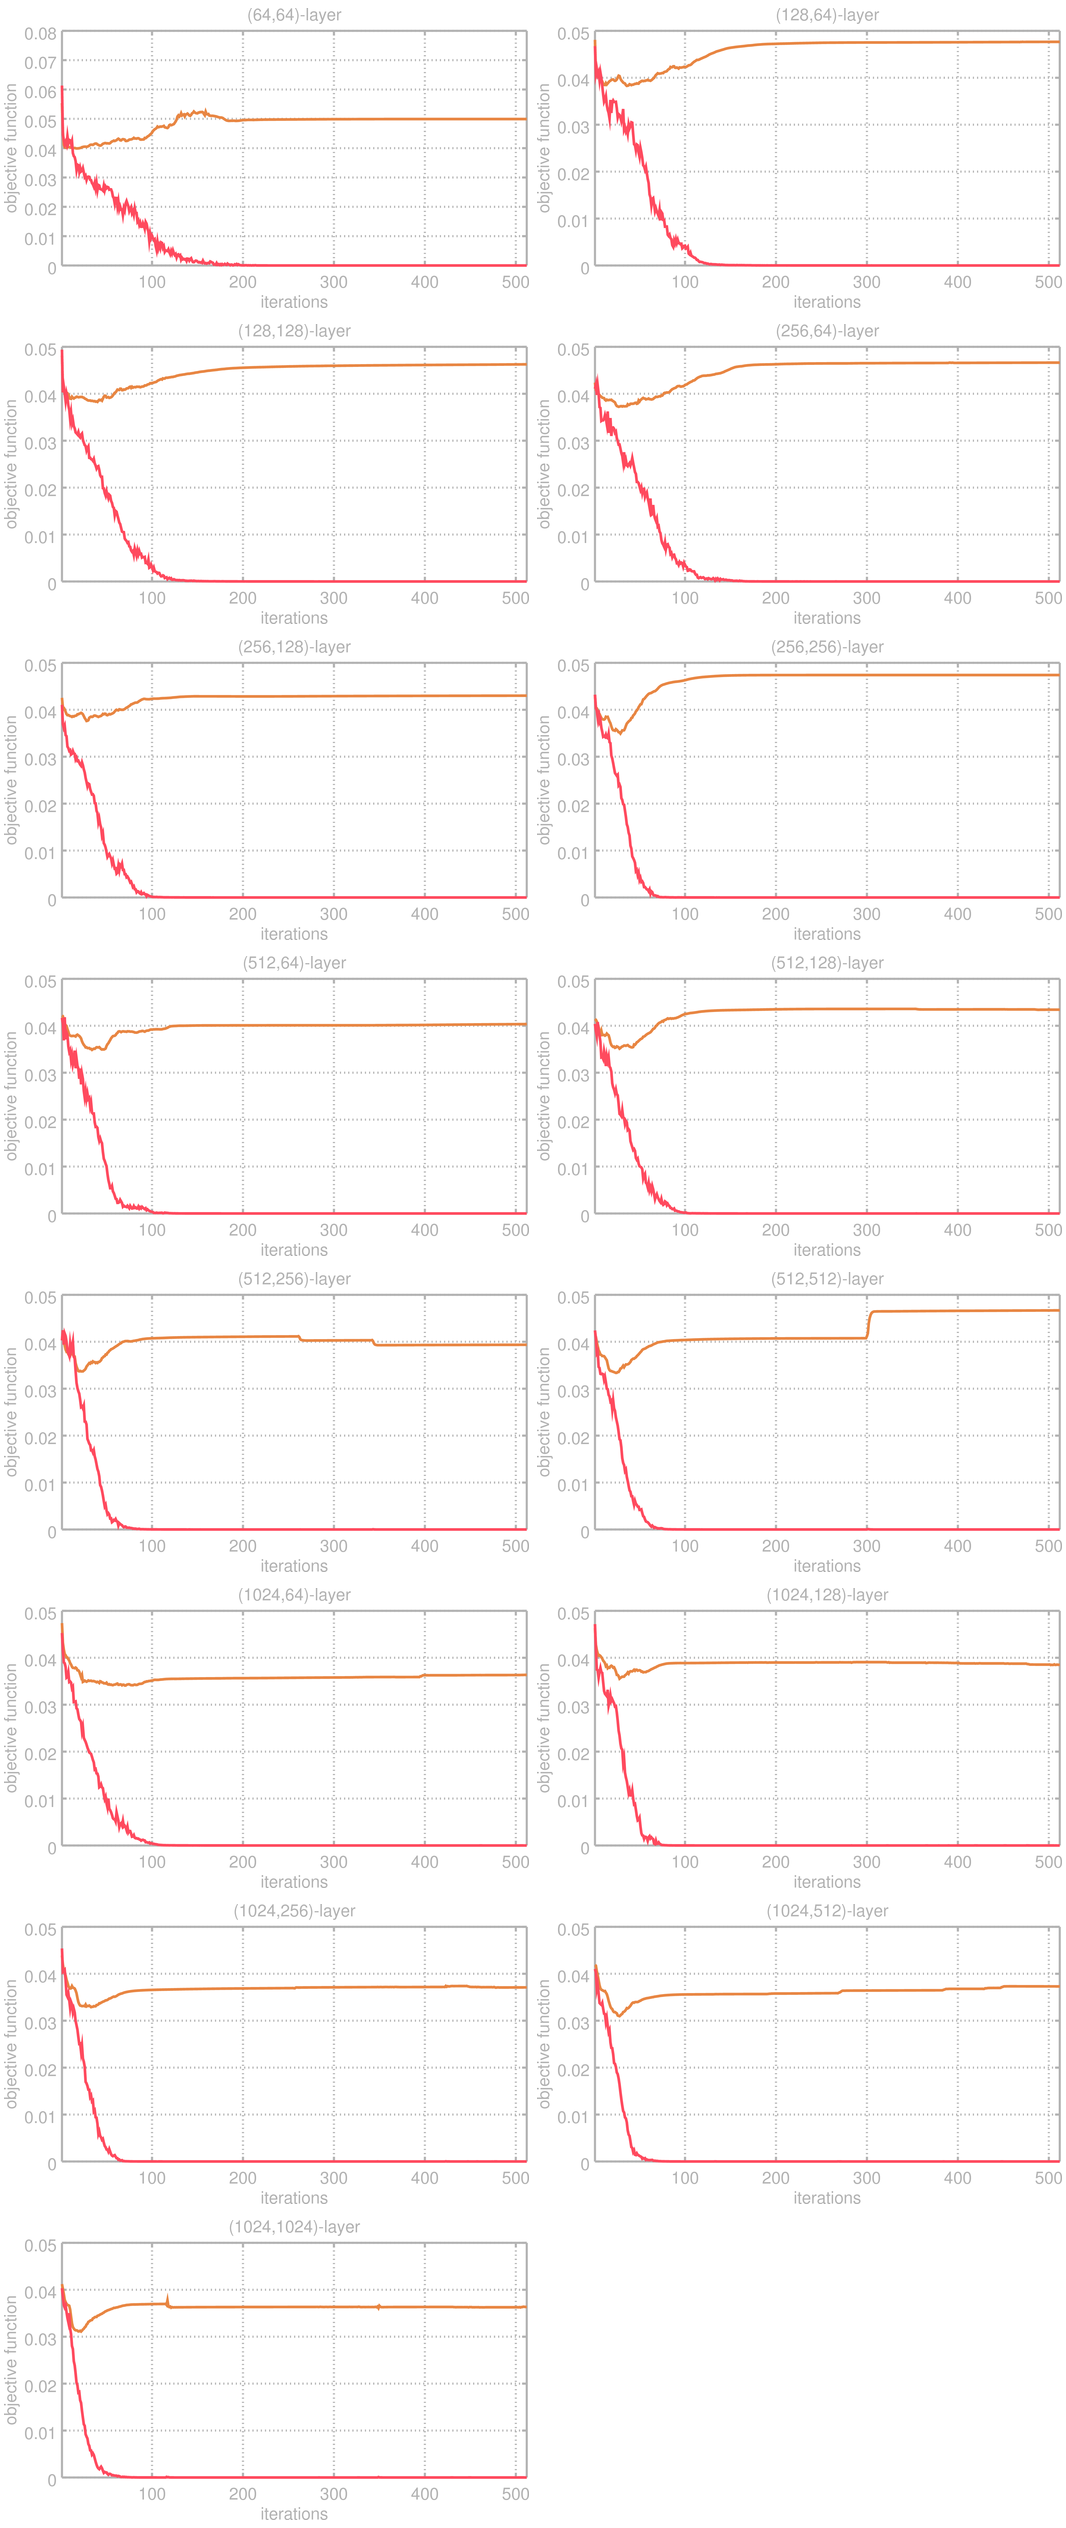 (64,64)-layer
0.08
0.07
0.06
0.05
0.04
0.03
0.02
0.01
0
objective function
100 200 300 400 500
iterations
(128,64)-layer
0.05
0.04
0.03
0.02
0.01
0
objective function
100 200 300 400 500
iterations
(128,128)-layer
0.05
0.04
0.03
0.02
0.01
0
objective function
100 200 300 400 500
iterations
(256,64)-layer
0.05
0.04
0.03
0.02
0.01
0
objective function
100 200 300 400 500
iterations
(256,128)-layer
0.05
0.04
0.03
0.02
0.01
0
objective function
100 200 300 400 500
iterations
(256,256)-layer
0.05
0.04
0.03
0.02
0.01
0
objective function
100 200 300 400 500
iterations
(512,64)-layer
0.05
0.04
0.03
0.02
0.01
0
objective function
100 200 300 400 500
iterations
(512,128)-layer
0.05
0.04
0.03
0.02
0.01
0
objective function
100 200 300 400 500
iterations
(512,256)-layer
0.05
0.04
0.03
0.02
0.01
0
objective function
100 200 300 400 500
iterations
(512,512)-layer
0.05
0.04
0.03
0.02
0.01
0
objective function
100 200 300 400 500
iterations
(1024,64)-layer
0.05
0.04
0.03
0.02
0.01
0
objective function
100 200 300 400 500
iterations
(1024,128)-layer
0.05
0.04
0.03
0.02
0.01
0
objective function
100 200 300 400 500
iterations
(1024,256)-layer
0.05
0.04
0.03
0.02
0.01
0
objective function
100 200 300 400 500
iterations
(1024,512)-layer
0.05
0.04
0.03
0.02
0.01
0
objective function
100 200 300 400 500
iterations
(1024,1024)-layer
0.05
0.04
0.03
0.02
0.01
0
objective function
100 200 300 400 500
iterations